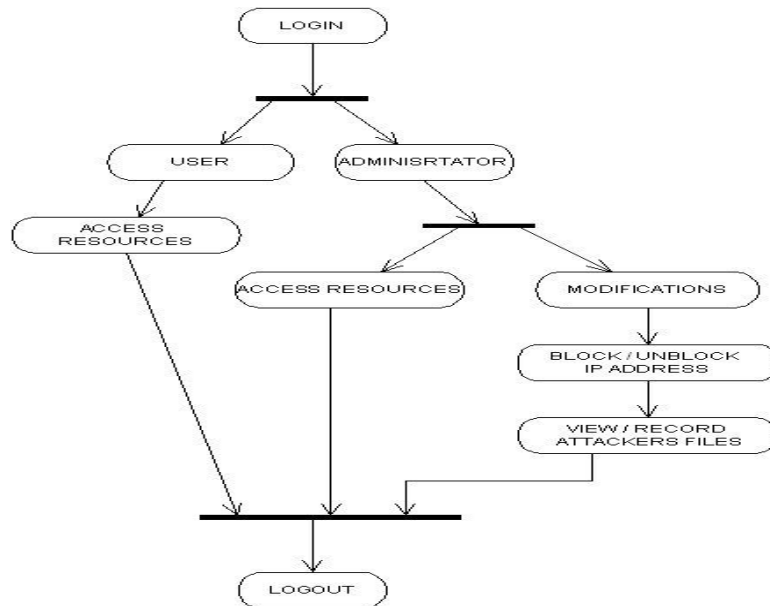 LOGIN
USER
ADMINISRTATOR
ACCESS
RESOURCES
ACCESS RESOURCES
MODIFICATIONS
BLOCK / UNBLOCK
IP ADDRESS
VIEW / RECORD
ATTACKERS FILES
LOGOUT